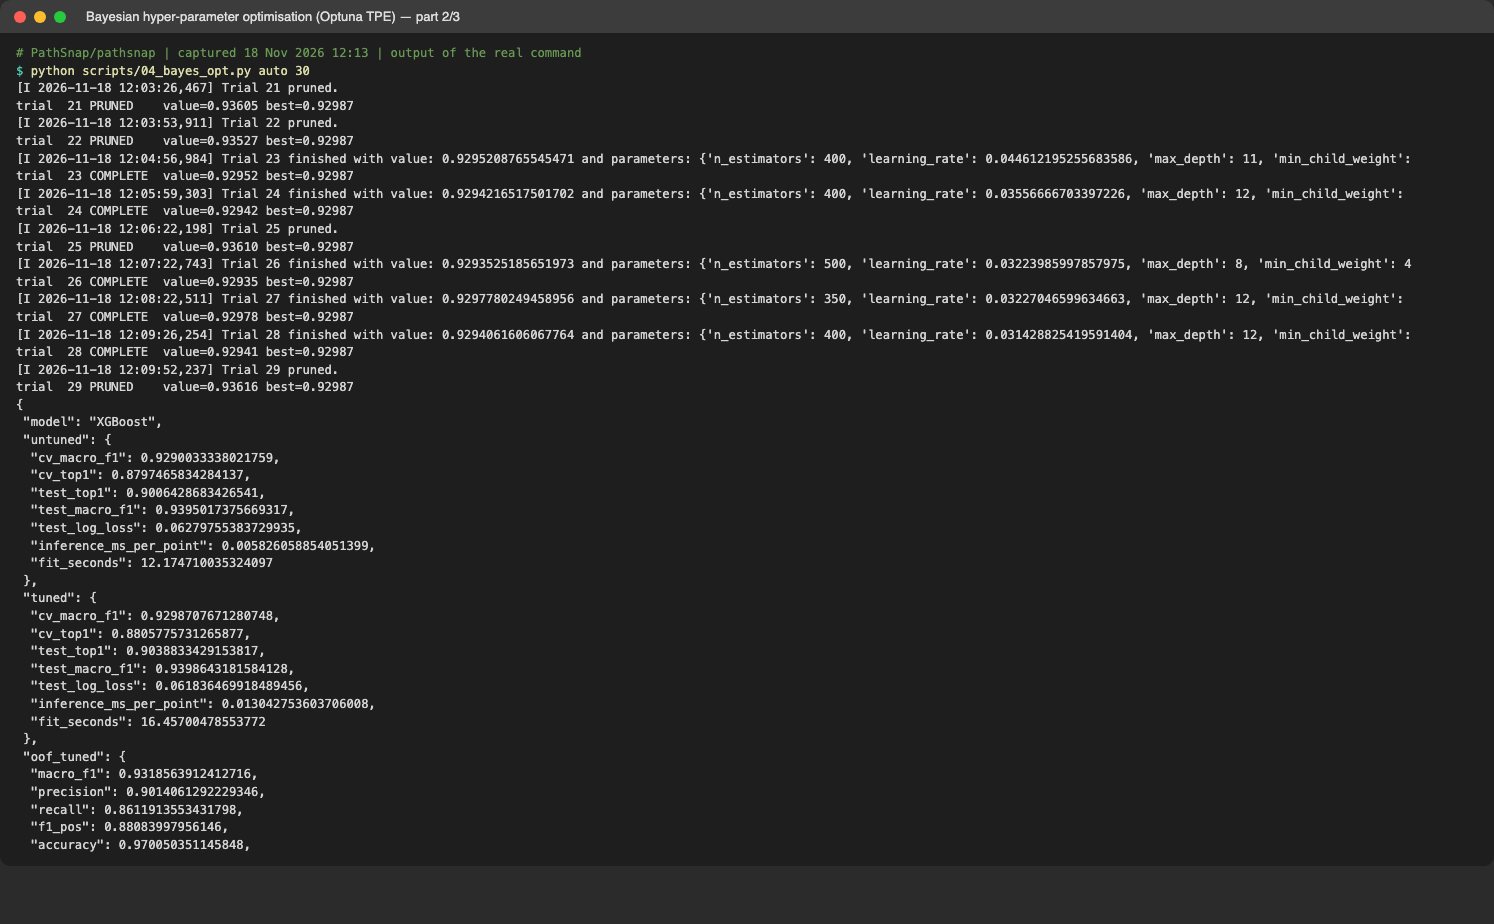 Bayesian hyper-parameter optimisation (Optuna TPE) — part 2/3
# PathSnap/pathsnap | captured 18 Nov 2026 12:13 | output of the real command
$ python scripts/04_bayes_opt.py auto 30
[I 2026-11-18 12:03:26,467] Trial 21 pruned.
trial  21 PRUNED    value=0.93605 best=0.92987
[I 2026-11-18 12:03:53,911] Trial 22 pruned.
trial  22 PRUNED    value=0.93527 best=0.92987
[I 2026-11-18 12:04:56,984] Trial 23 finished with value: 0.9295208765545471 and parameters: {'n_estimators': 400, 'learning_rate': 0.044612195255683586, 'max_depth': 11, 'min_child_weight':
trial  23 COMPLETE  value=0.92952 best=0.92987
[I 2026-11-18 12:05:59,303] Trial 24 finished with value: 0.9294216517501702 and parameters: {'n_estimators': 400, 'learning_rate': 0.03556666703397226, 'max_depth': 12, 'min_child_weight':
trial  24 COMPLETE  value=0.92942 best=0.92987
[I 2026-11-18 12:06:22,198] Trial 25 pruned.
trial  25 PRUNED    value=0.93610 best=0.92987
[I 2026-11-18 12:07:22,743] Trial 26 finished with value: 0.9293525185651973 and parameters: {'n_estimators': 500, 'learning_rate': 0.03223985997857975, 'max_depth': 8, 'min_child_weight': 4
trial  26 COMPLETE  value=0.92935 best=0.92987
[I 2026-11-18 12:08:22,511] Trial 27 finished with value: 0.9297780249458956 and parameters: {'n_estimators': 350, 'learning_rate': 0.03227046599634663, 'max_depth': 12, 'min_child_weight':
trial  27 COMPLETE  value=0.92978 best=0.92987
[I 2026-11-18 12:09:26,254] Trial 28 finished with value: 0.9294061606067764 and parameters: {'n_estimators': 400, 'learning_rate': 0.031428825419591404, 'max_depth': 12, 'min_child_weight':
trial  28 COMPLETE  value=0.92941 best=0.92987
[I 2026-11-18 12:09:52,237] Trial 29 pruned.
trial  29 PRUNED    value=0.93616 best=0.92987
{
 "model": "XGBoost",
 "untuned": {
  "cv_macro_f1": 0.9290033338021759,
  "cv_top1": 0.8797465834284137,
  "test_top1": 0.9006428683426541,
  "test_macro_f1": 0.9395017375669317,
  "test_log_loss": 0.06279755383729935,
  "inference_ms_per_point": 0.005826058854051399,
  "fit_seconds": 12.174710035324097
 },
 "tuned": {
  "cv_macro_f1": 0.9298707671280748,
  "cv_top1": 0.8805775731265877,
  "test_top1": 0.9038833429153817,
  "test_macro_f1": 0.9398643181584128,
  "test_log_loss": 0.061836469918489456,
  "inference_ms_per_point": 0.013042753603706008,
  "fit_seconds": 16.45700478553772
 },
 "oof_tuned": {
  "macro_f1": 0.9318563912412716,
  "precision": 0.9014061292229346,
  "recall": 0.8611913553431798,
  "f1_pos": 0.88083997956146,
  "accuracy": 0.970050351145848,